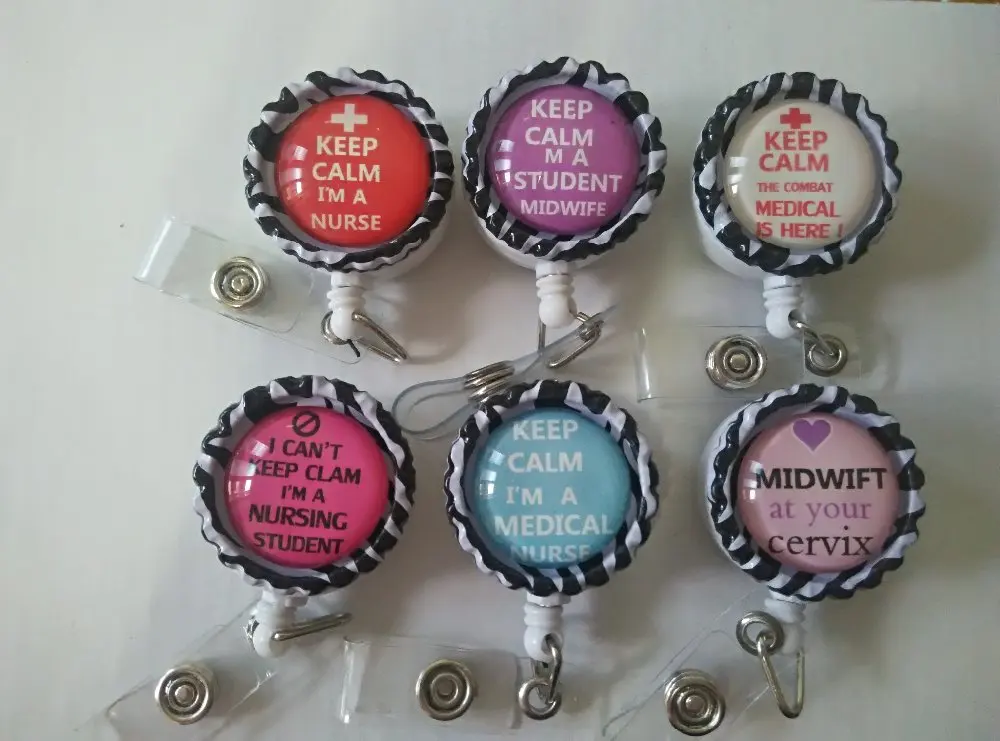 KEEP
CALM
I'M A
NURSE
KEEP
CALM
M A
STUDENT
MIDWIFE
KEEP
CALM
THE COMBAT
MEDICAL
IS HERE !
I CAN'T
KEEP CLAM
I'M A
NURSING
STUDENT
KEEP
CALM
I'M A
MEDICAL
NURSE
MIDWIFT
at your
cervix